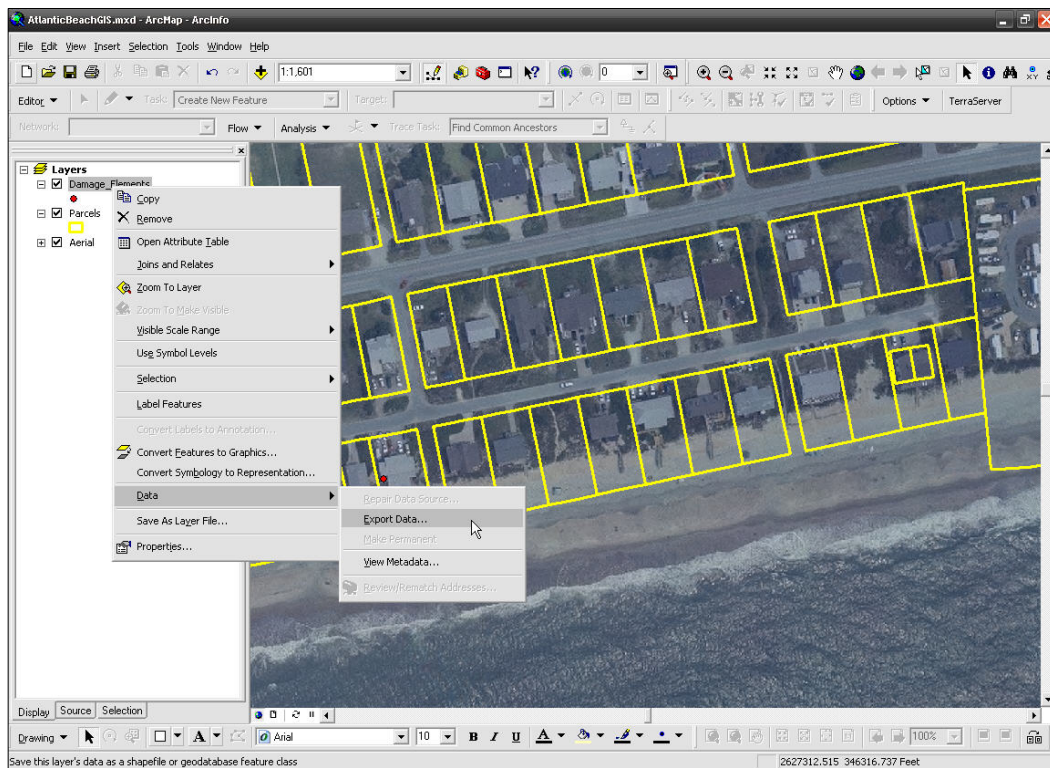 AtlanticBeachGIS.mxd - ArcMap - ArcInfo
File Edit View Insert Selection Tools Window Help
1:1,601 0
Editor Task: Create New Feature Target: Options TerraServer
Network: Flow Analysis Trace Task: Find Common Ancestors
Layers
Damage_Elements
Parcels
Aerial
Copy
Remove
Open Attribute Table
Joins and Relates
Zoom To Layer
Zoom To Make Visible
Visible Scale Range
Use Symbol Levels
Selection
Label Features
Convert Labels to Annotation...
Convert Features to Graphics...
Convert Symbology to Representation...
Data
Save As Layer File...
Properties...
Repair Data Source...
Export Data...
Make Permanent
View Metadata...
Review/Rematch Addresses...
Display Source Selection
Drawing A Arial 10 B I U A 100%
Save this layer's data as a shapefile or geodatabase feature class 2627312.515 346316.737 Feet